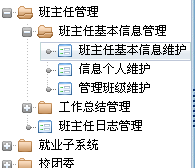 班主任管理
班主任基本信息管理
班主任基本信息维护
信息个人维护
管理班级维护
工作总结管理
班主任日志管理
就业子系统
校团委